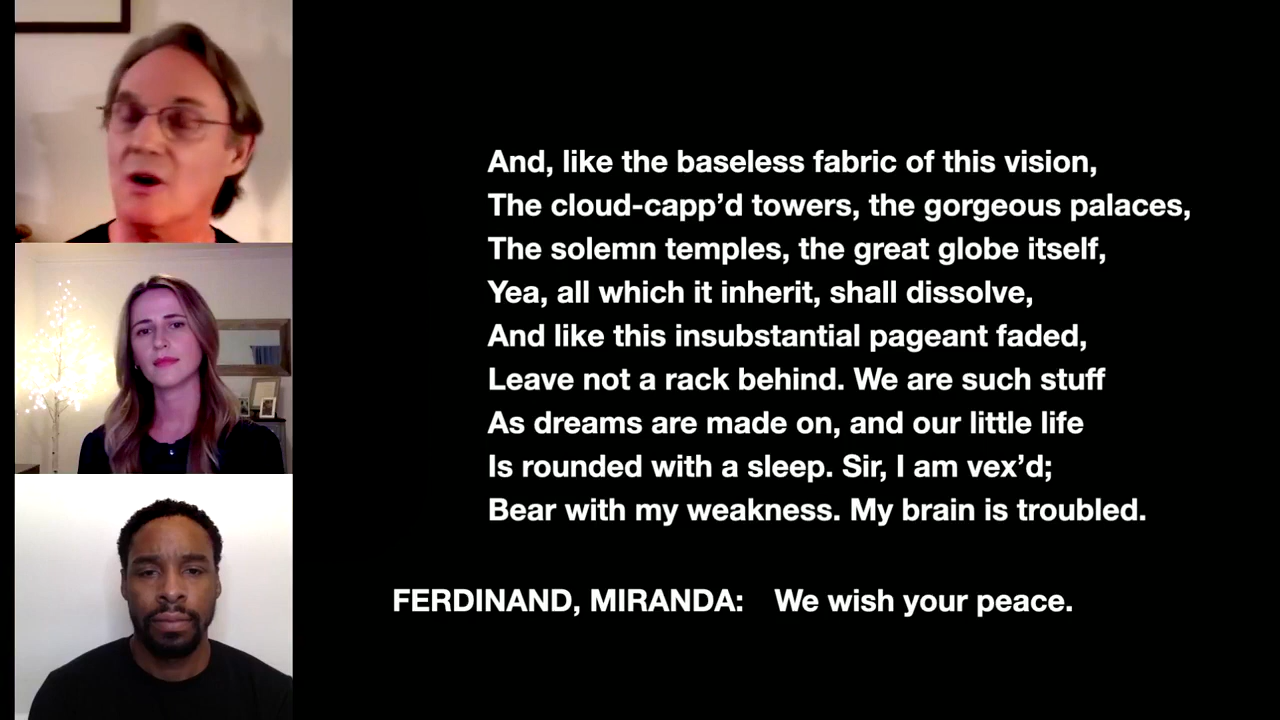 And, like the baseless fabric of this vision,
The cloud-capp’d towers, the gorgeous palaces,
The solemn temples, the great globe itself,
Yea, all which it inherit, shall dissolve,
And like this insubstantial pageant faded,
Leave not a rack behind. We are such stuff
As dreams are made on, and our little life
Is rounded with a sleep. Sir, I am vex’d;
Bear with my weakness. My brain is troubled.
FERDINAND, MIRANDA: We wish your peace.